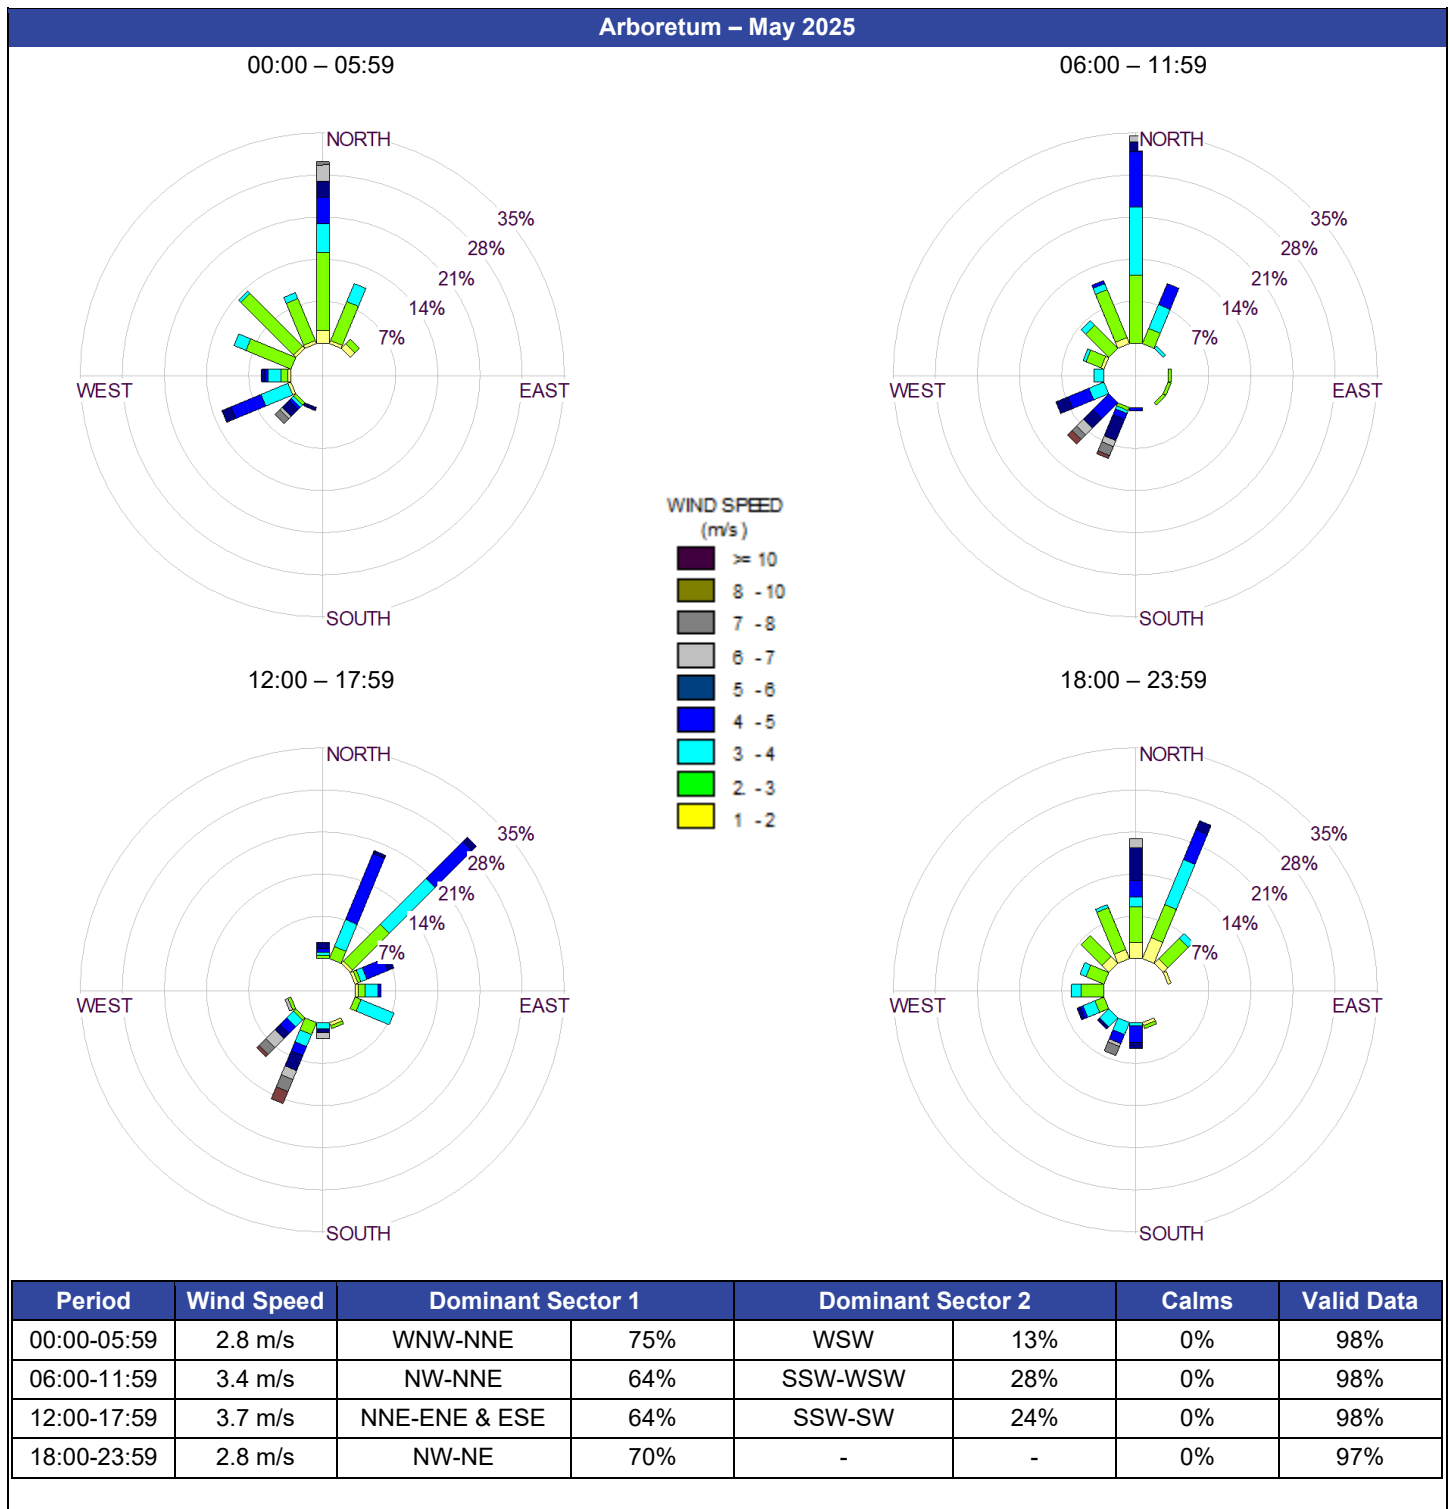 Arboretum – May 2025
00:00 – 05:59
06:00 – 11:59
NORTH
35%
28%
21%
14%
7%
WEST
EAST
SOUTH
NORTH
35%
28%
21%
14%
7%
WEST
EAST
SOUTH
WIND SPEED
(m/s )
>= 10
8 - 10
7 - 8
6 - 7
5 - 6
4 - 5
3 - 4
2. - 3
1 - 2
12:00 – 17:59
18:00 – 23:59
NORTH
35%
28%
21%
14%
7%
WEST
EAST
SOUTH
NORTH
35%
28%
21%
14%
7%
WEST
EAST
SOUTH
Period Wind Speed Dominant Sector 1 Dominant Sector 2 Calms Valid Data
00:00-05:59 2.8 m/s WNW-NNE 75% WSW 13% 0% 98%
06:00-11:59 3.4 m/s NW-NNE 64% SSW-WSW 28% 0% 98%
12:00-17:59 3.7 m/s NNE-ENE & ESE 64% SSW-SW 24% 0% 98%
18:00-23:59 2.8 m/s NW-NE 70% - - 0% 97%